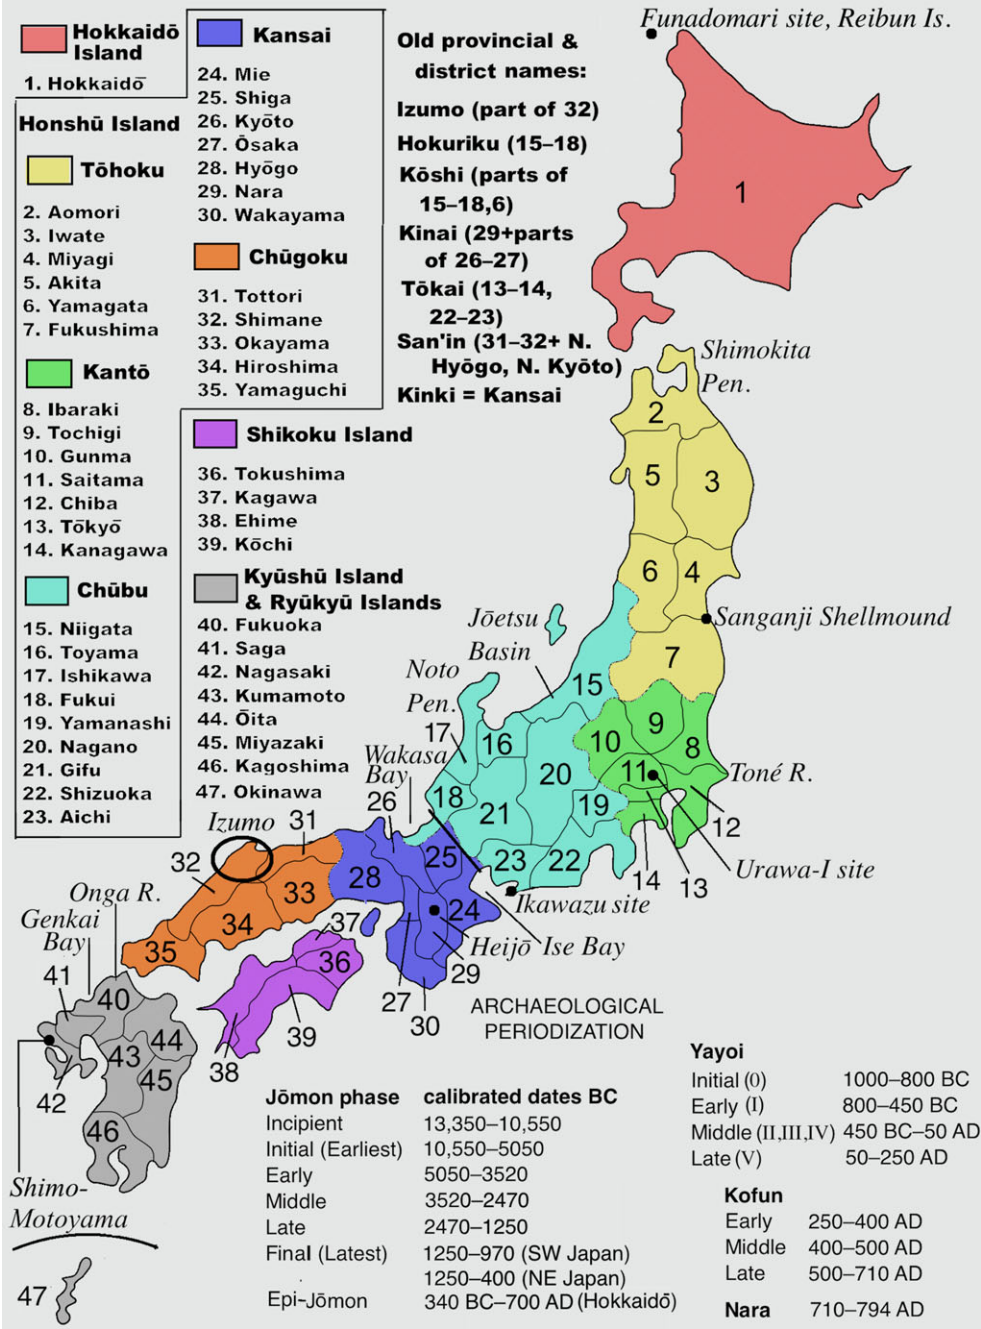 Hokkaidō
Island
1. Hokkaidō
Honshū Island
Tōhoku
2. Aomori
3. Iwate
4. Miyagi
5. Akita
6. Yamagata
7. Fukushima
Kantō
8. Ibaraki
9. Tochigi
10. Gunma
11. Saitama
12. Chiba
13. Tōkyō
14. Kanagawa
Chūbu
15. Niigata
16. Toyama
17. Ishikawa
18. Fukui
19. Yamanashi
20. Nagano
21. Gifu
22. Shizuoka
23. Aichi
Kansai
24. Mie
25. Shiga
26. Kyōto
27. Ōsaka
28. Hyōgo
29. Nara
30. Wakayama
Chūgoku
31. Tottori
32. Shimane
33. Okayama
34. Hiroshima
35. Yamaguchi
Shikoku Island
36. Tokushima
37. Kagawa
38. Ehime
39. Kōchi
Kyūshū Island
& Ryūkyū Islands
40. Fukuoka
41. Saga
42. Nagasaki
43. Kumamoto
44. Ōita
45. Miyazaki
46. Kagoshima
47. Okinawa
Old provincial &
district names:
Izumo (part of 32)
Hokuriku (15–18)
Kōshi (parts of
15–18,6)
Kinai (29+parts
of 26–27)
Tōkai (13–14,
22–23)
San'in (31–32+ N.
Hyōgo, N. Kyōto)
Kinki = Kansai
Funadomari site, Reibun Is.
1
Shimokita
Pen.
2
5
3
6
4
Sanganji Shellmound
7
Jōetsu
Basin
Noto
Pen.
15
17
16
10
9
8
Wakasa
Bay
20
11
Toné R.
18
21
19
12
26
Izumo
31
32
25
23
22
14
13
Urawa-I site
28
33
24
Ikawazu site
34
37
Heijō
Ise Bay
35
36
29
Onga R.
Genkai
Bay
41
40
27
30
39
38
44
43
45
42
46
Shimo-
Motoyama
47
ARCHAEOLOGICAL
PERIODIZATION
Jōmon phase calibrated dates BC
Incipient 13,350–10,550
Initial (Earliest) 10,550–5050
Early 5050–3520
Middle 3520–2470
Late 2470–1250
Final (Latest) 1250–970 (SW Japan)
1250–400 (NE Japan)
Epi-Jōmon 340 BC–700 AD (Hokkaidō)
Yayoi
Initial (0) 1000–800 BC
Early (I) 800–450 BC
Middle (II,III,IV) 450 BC–50 AD
Late (V) 50–250 AD
Kofun
Early 250–400 AD
Middle 400–500 AD
Late 500–710 AD
Nara 710–794 AD